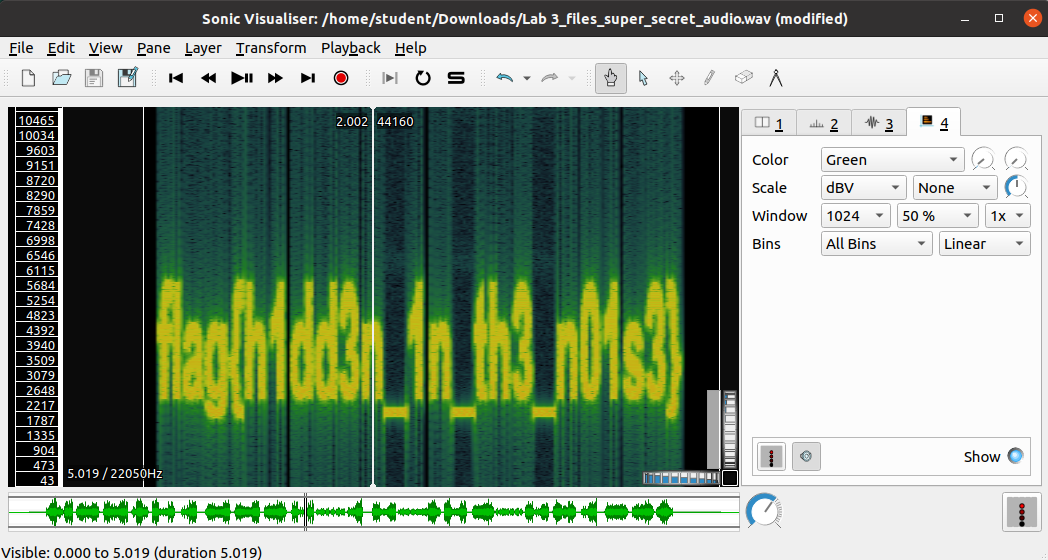 Sonic Visualiser: /home/student/Downloads/Lab 3_files_super_secret_audio.wav (modified)
File Edit View Pane Layer Transform Playback Help
10465
10034
9603
9151
8720
8290
7859
7428
6998
6546
6115
5684
5254
4823
4392
3940
3509
3079
2648
2217
1787
1335
904
473
43
2.002 44160
flag{h1dd3n_1n_th3_n01s3}
5.019 / 22050Hz
1 2 3 4
Color Green
Scale dBV None
Window 1024 50 % 1x
Bins All Bins Linear
Show
Visible: 0.000 to 5.019 (duration 5.019)